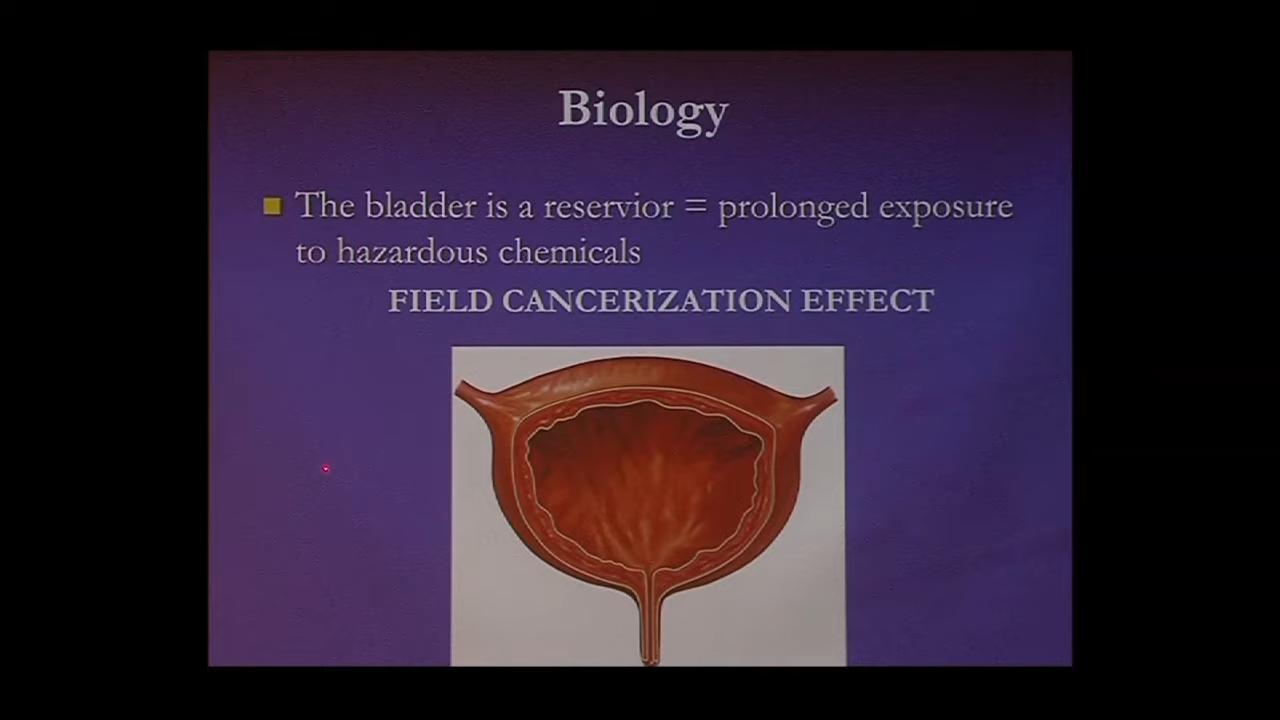 Biology
The bladder is a reservior = prolonged exposure
to hazardous chemicals
FIELD CANCERIZATION EFFECT